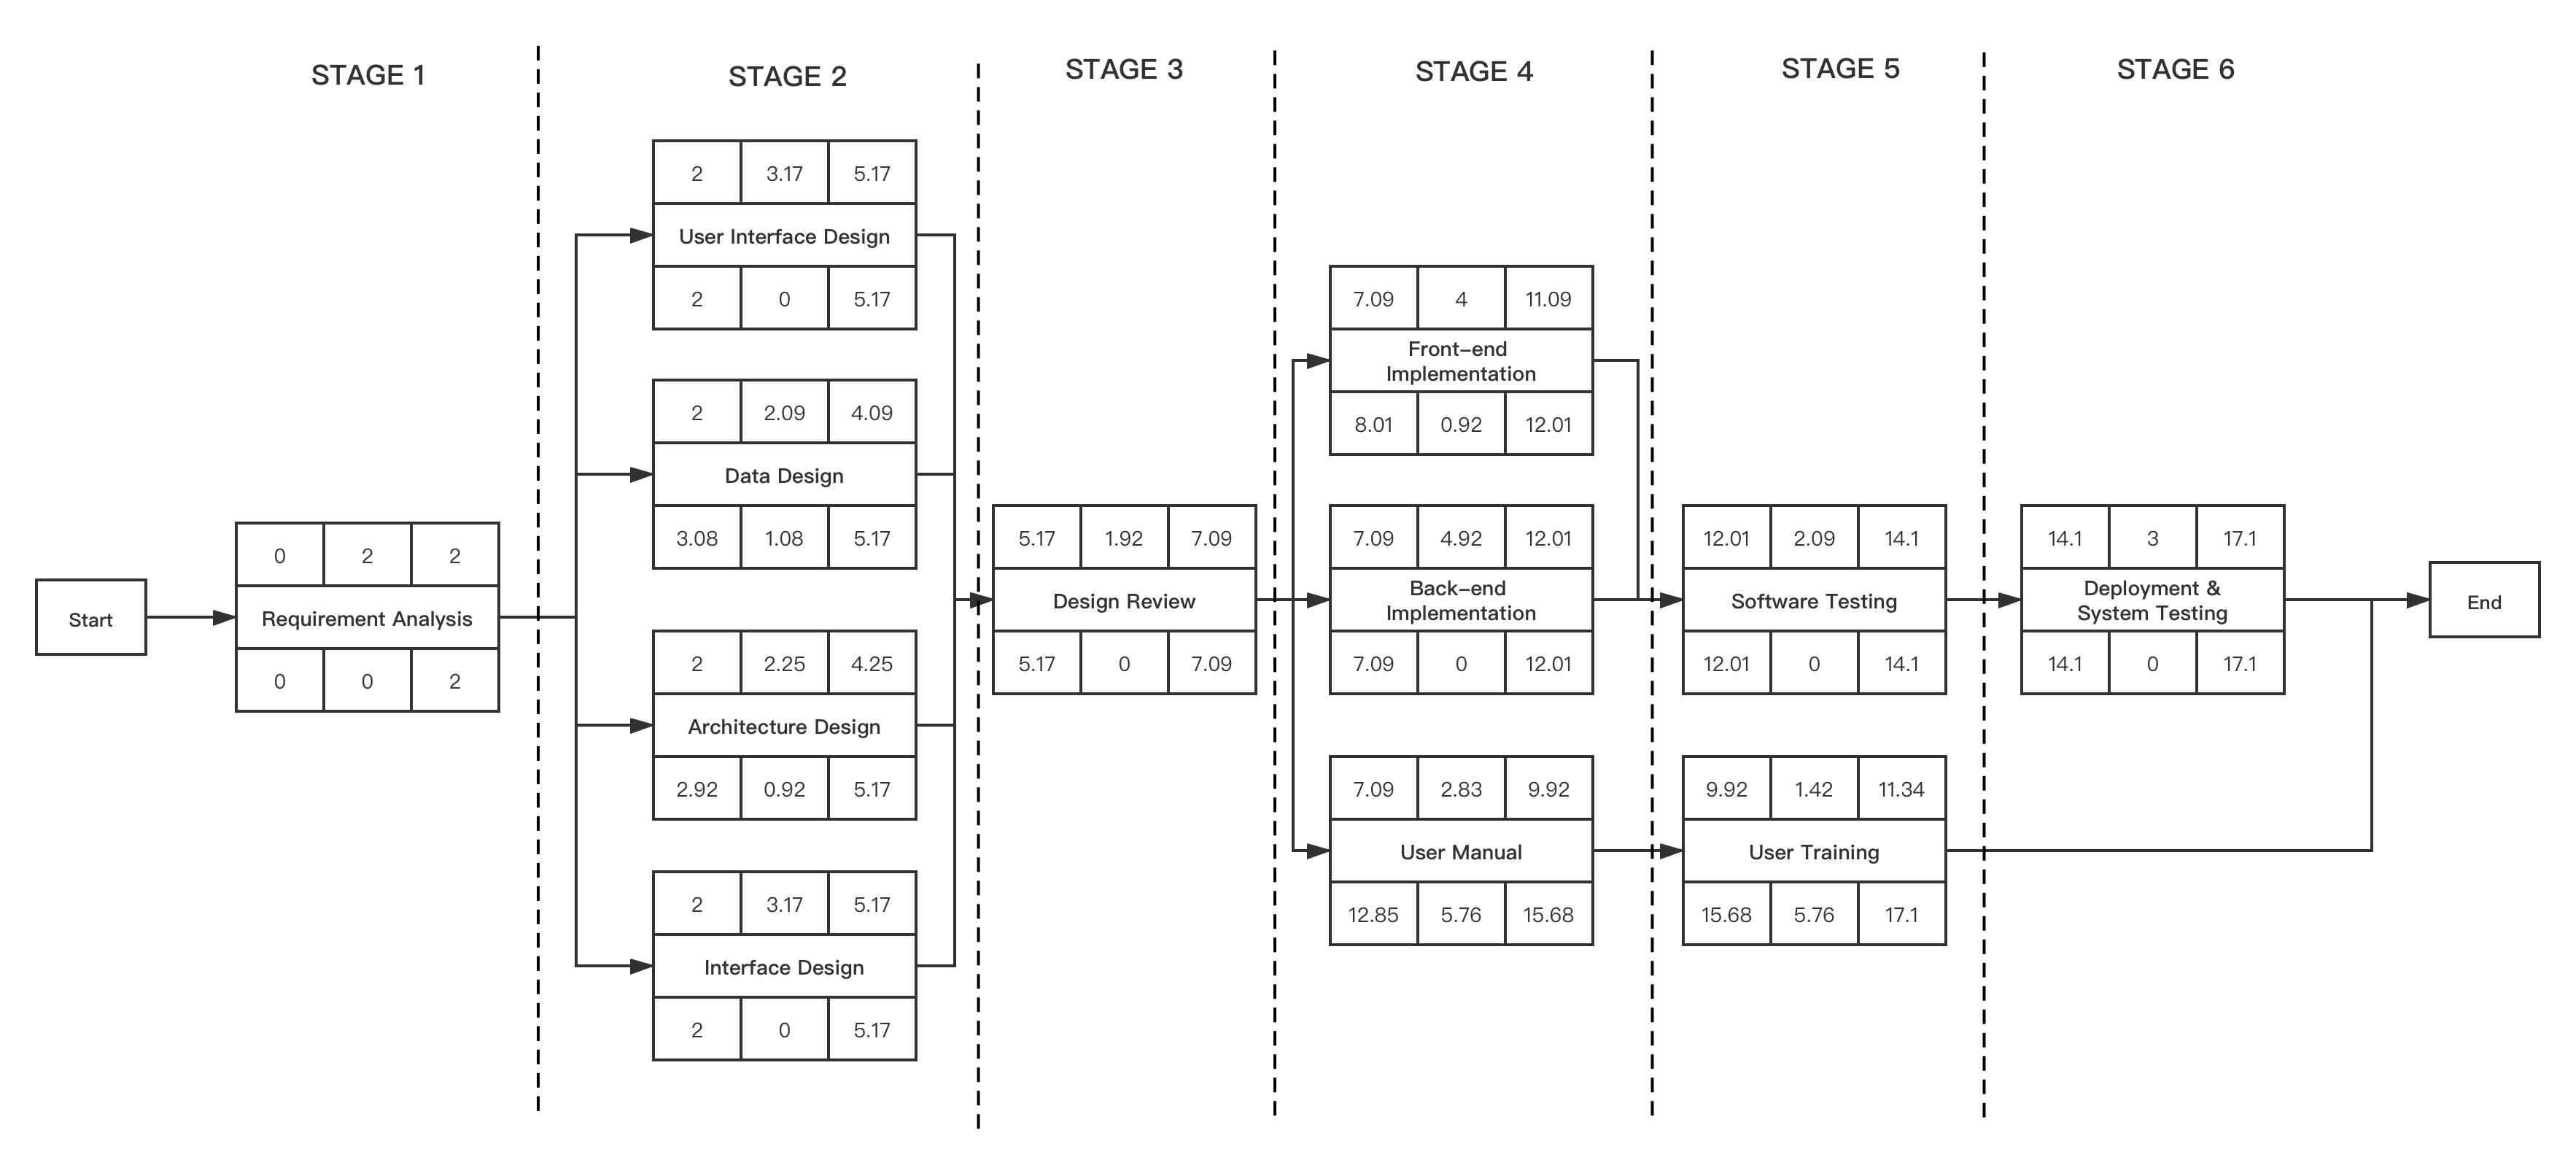 STAGE 1
STAGE 2
STAGE 3
STAGE 4
STAGE 5
STAGE 6
Start
0 2 2
Requirement Analysis
0 0 2
2 3.17 5.17
User Interface Design
2 0 5.17
2 2.09 4.09
Data Design
3.08 1.08 5.17
2 2.25 4.25
Architecture Design
2.92 0.92 5.17
2 3.17 5.17
Interface Design
2 0 5.17
5.17 1.92 7.09
Design Review
5.17 0 7.09
7.09 4 11.09
Front-end
Implementation
8.01 0.92 12.01
7.09 4.92 12.01
Back-end
Implementation
7.09 0 12.01
7.09 2.83 9.92
User Manual
12.85 5.76 15.68
12.01 2.09 14.1
Software Testing
12.01 0 14.1
9.92 1.42 11.34
User Training
15.68 5.76 17.1
14.1 3 17.1
Deployment &
System Testing
14.1 0 17.1
End